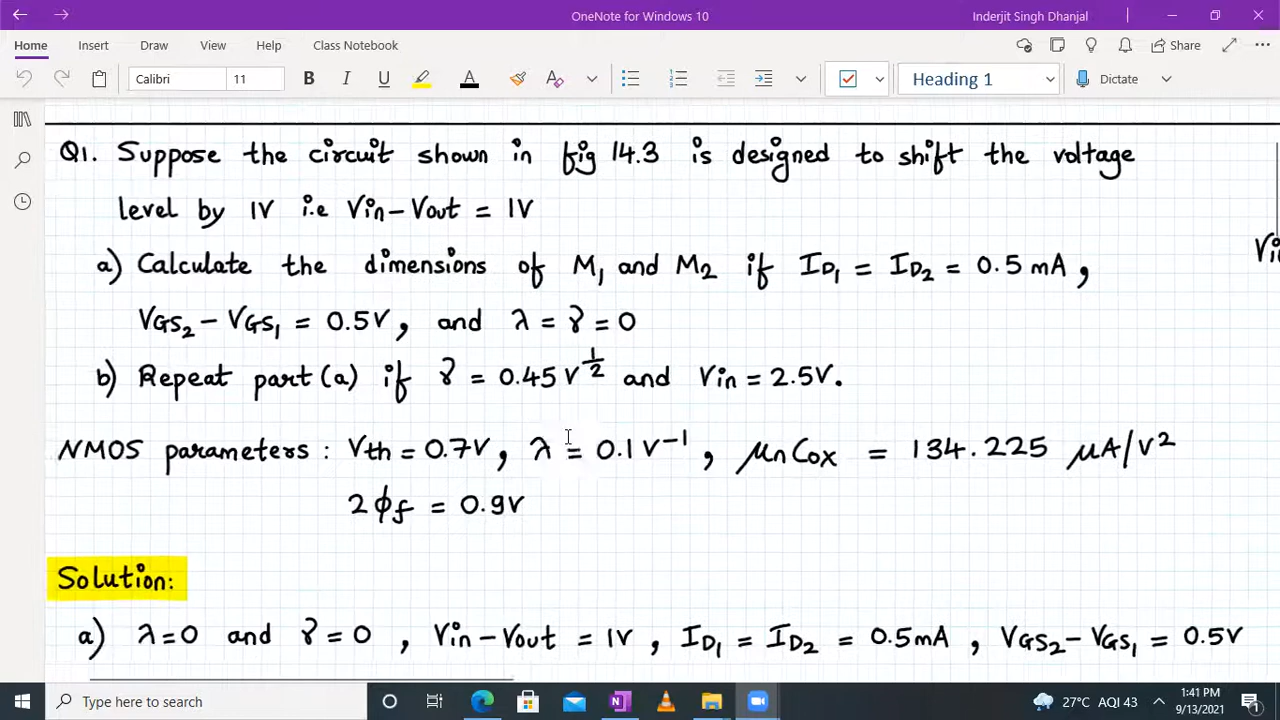 OneNote for Windows 10
Inderjit Singh Dhanjal
Home Insert Draw View Help Class Notebook Share
Calibri 11 B I U A Heading 1 Dictate
Q1. Suppose the circuit shown in fig 14.3 is designed to shift the voltage
level by 1V i.e Vin-Vout = 1V
a) Calculate the dimensions of M1 and M2 if ID1 = ID2 = 0.5 mA,
VGS2 - VGS1 = 0.5V, and λ = γ = 0
b) Repeat part(a) if γ = 0.45 V^1/2 and Vin = 2.5V.
NMOS parameters : Vth = 0.7V, λ = 0.1 V^-1, μnCox = 134.225 μA/V^2
2ϕf = 0.9V
Solution:
a) λ=0 and γ=0, Vin-Vout = 1V, ID1 = ID2 = 0.5mA, VGS2-VGS1 = 0.5V
Type here to search
27°C AQI 43
1:41 PM
9/13/2021